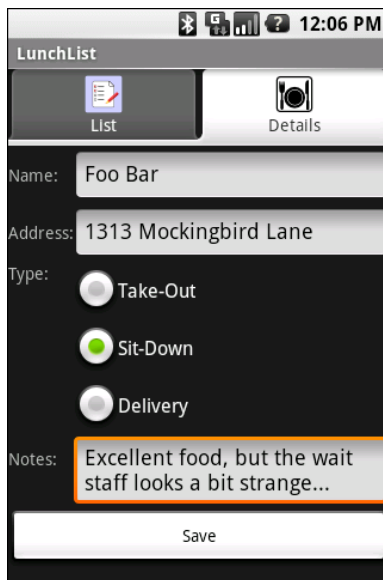 12:06 PM
LunchList
List Details
Name: Foo Bar
Address: 1313 Mockingbird Lane
Type:
Take-Out
Sit-Down
Delivery
Notes: Excellent food, but the wait
staff looks a bit strange...
Save